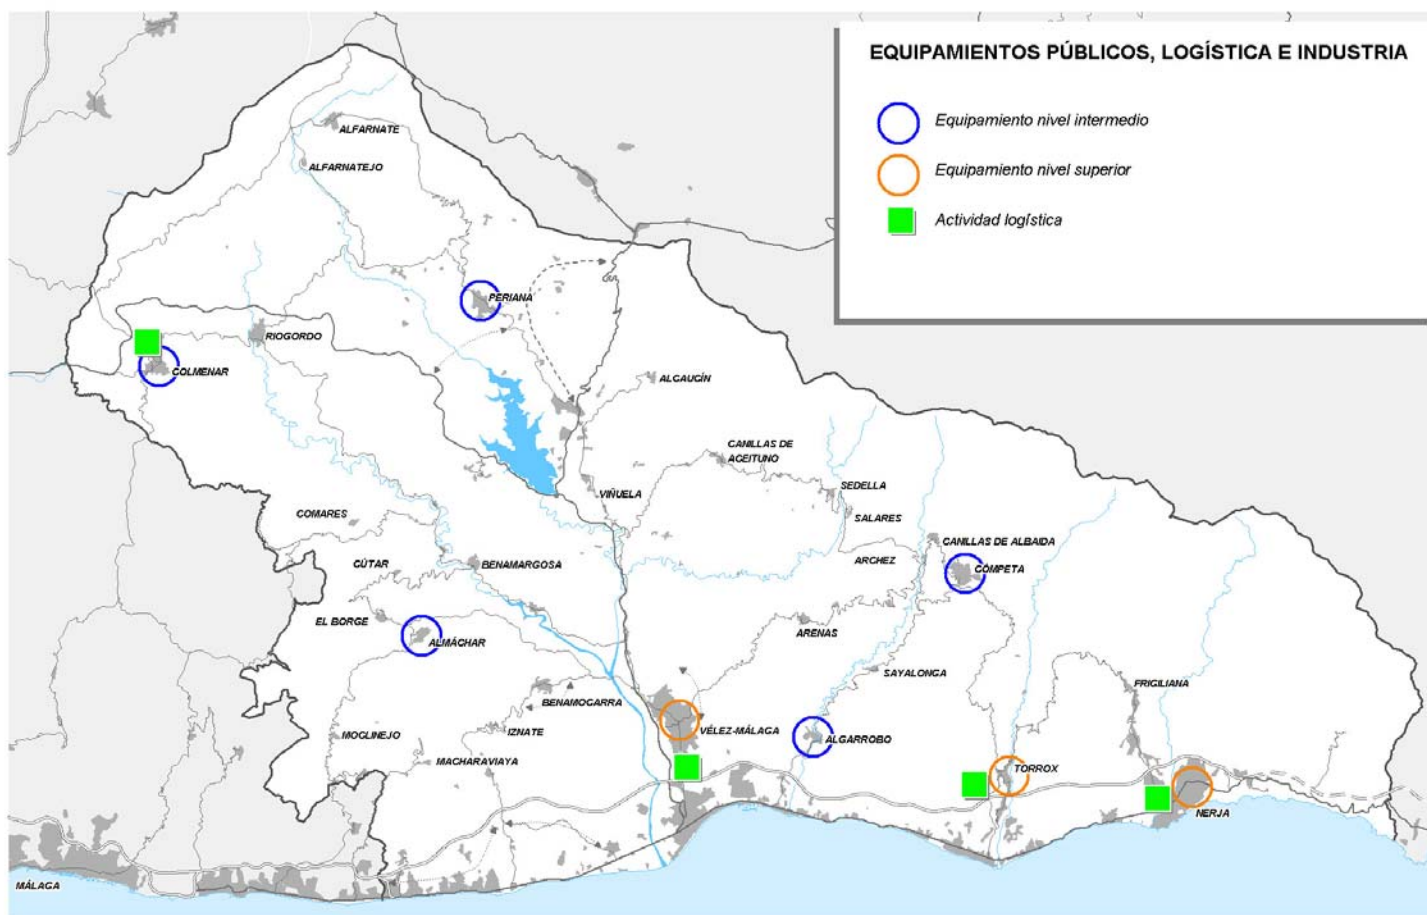 EQUIPAMIENTOS PÚBLICOS, LOGÍSTICA E INDUSTRIA
Equipamiento nivel intermedio
Equipamiento nivel superior
Actividad logística
ALFARNATE
ALFARNATEJO
PERIANA
RIOGORDO
COLMENAR
ALCAUCÍN
CANILLAS DE
ACEITUNO
SEDELLA
VIÑUELA
SALARES
COMARES
CANILLAS DE ALBAIDA
ARCHEZ
CÚTAR
BENAMARGOSA
CÓMPETA
EL BORGE
ARENAS
ALMÁCHAR
SAYALONGA
FRIGILIANA
BENAMOCARRA
IZNATE
VÉLEZ-MÁLAGA
MOCLINEJO
ALGARROBO
MACHARAVIAYA
TORROX
NERJA
MÁLAGA